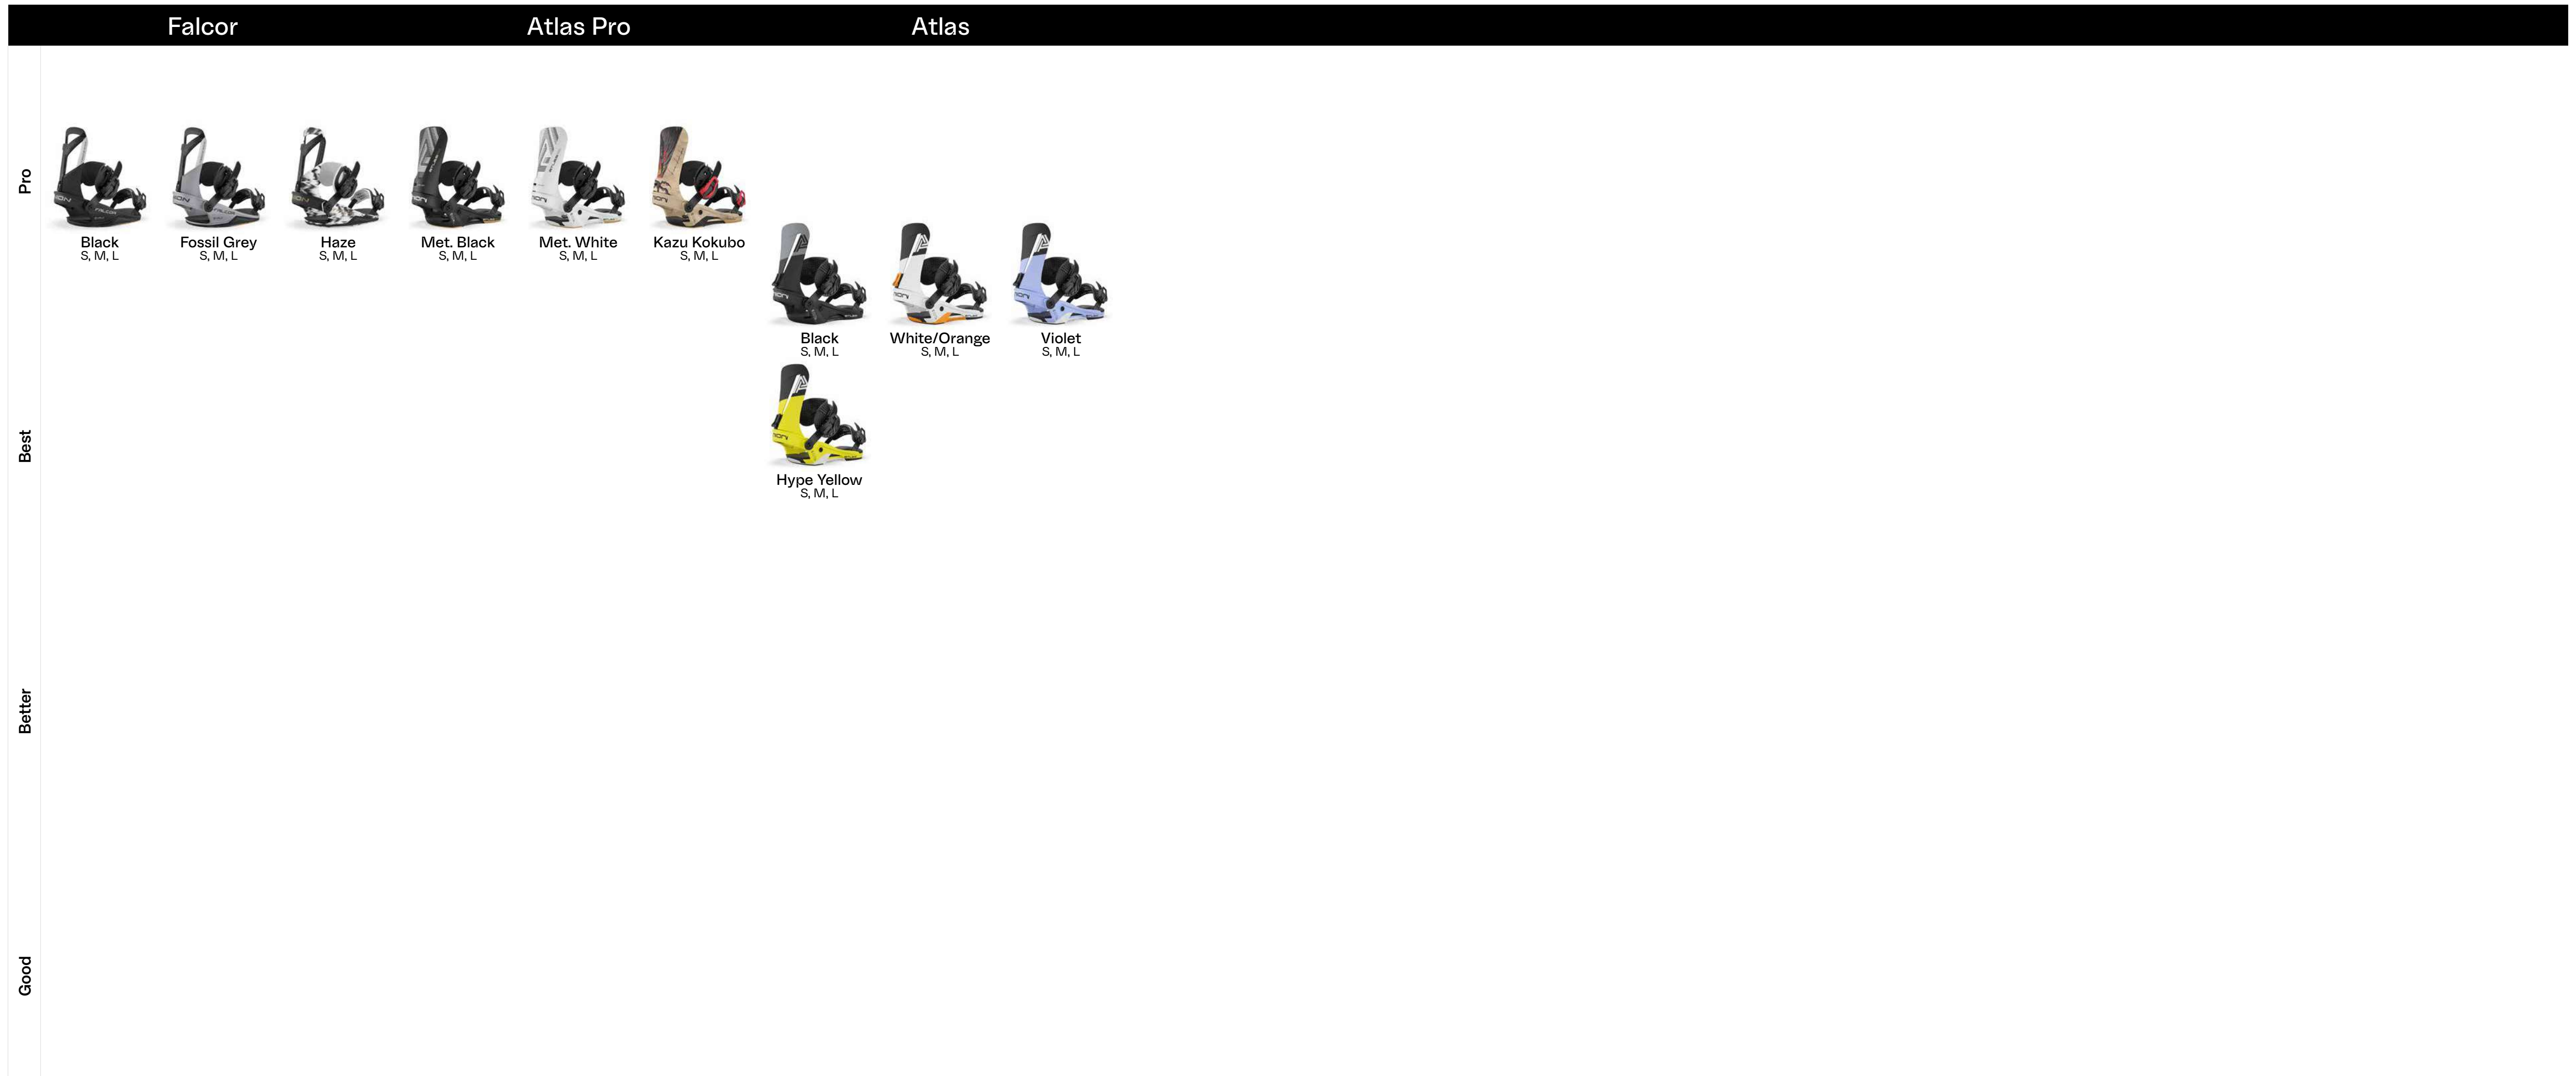 Falcor
Atlas Pro
Atlas
Pro
Black
S, M, L
Fossil Grey
S, M, L
Haze
S, M, L
Met. Black
S, M, L
Met. White
S, M, L
Kazu Kokubo
S, M, L
Black
S, M, L
White/Orange
S, M, L
Violet
S, M, L
Best
Hype Yellow
S, M, L
Better
Good